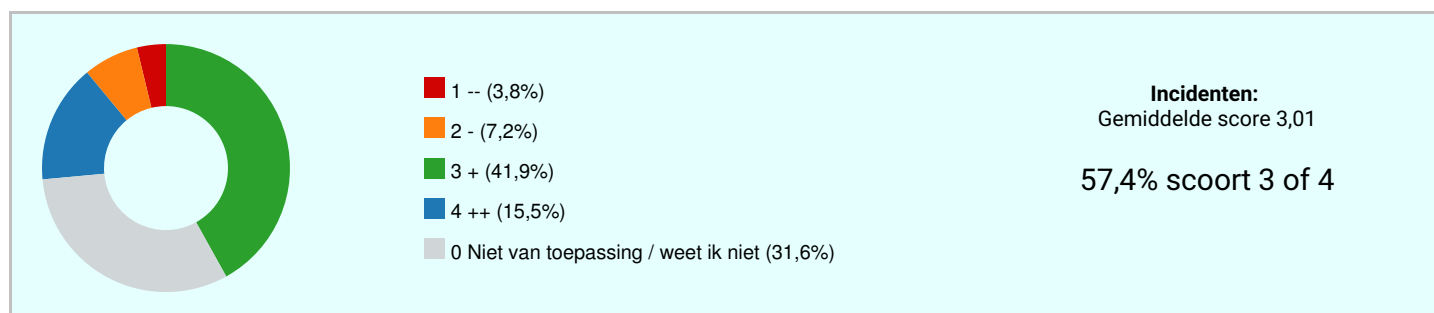 1 -- (3,8%)
2 - (7,2%)
3 + (41,9%)
4 ++ (15,5%)
0 Niet van toepassing / weet ik niet (31,6%)
Incidenten:
Gemiddelde score 3,01
57,4% scoort 3 of 4